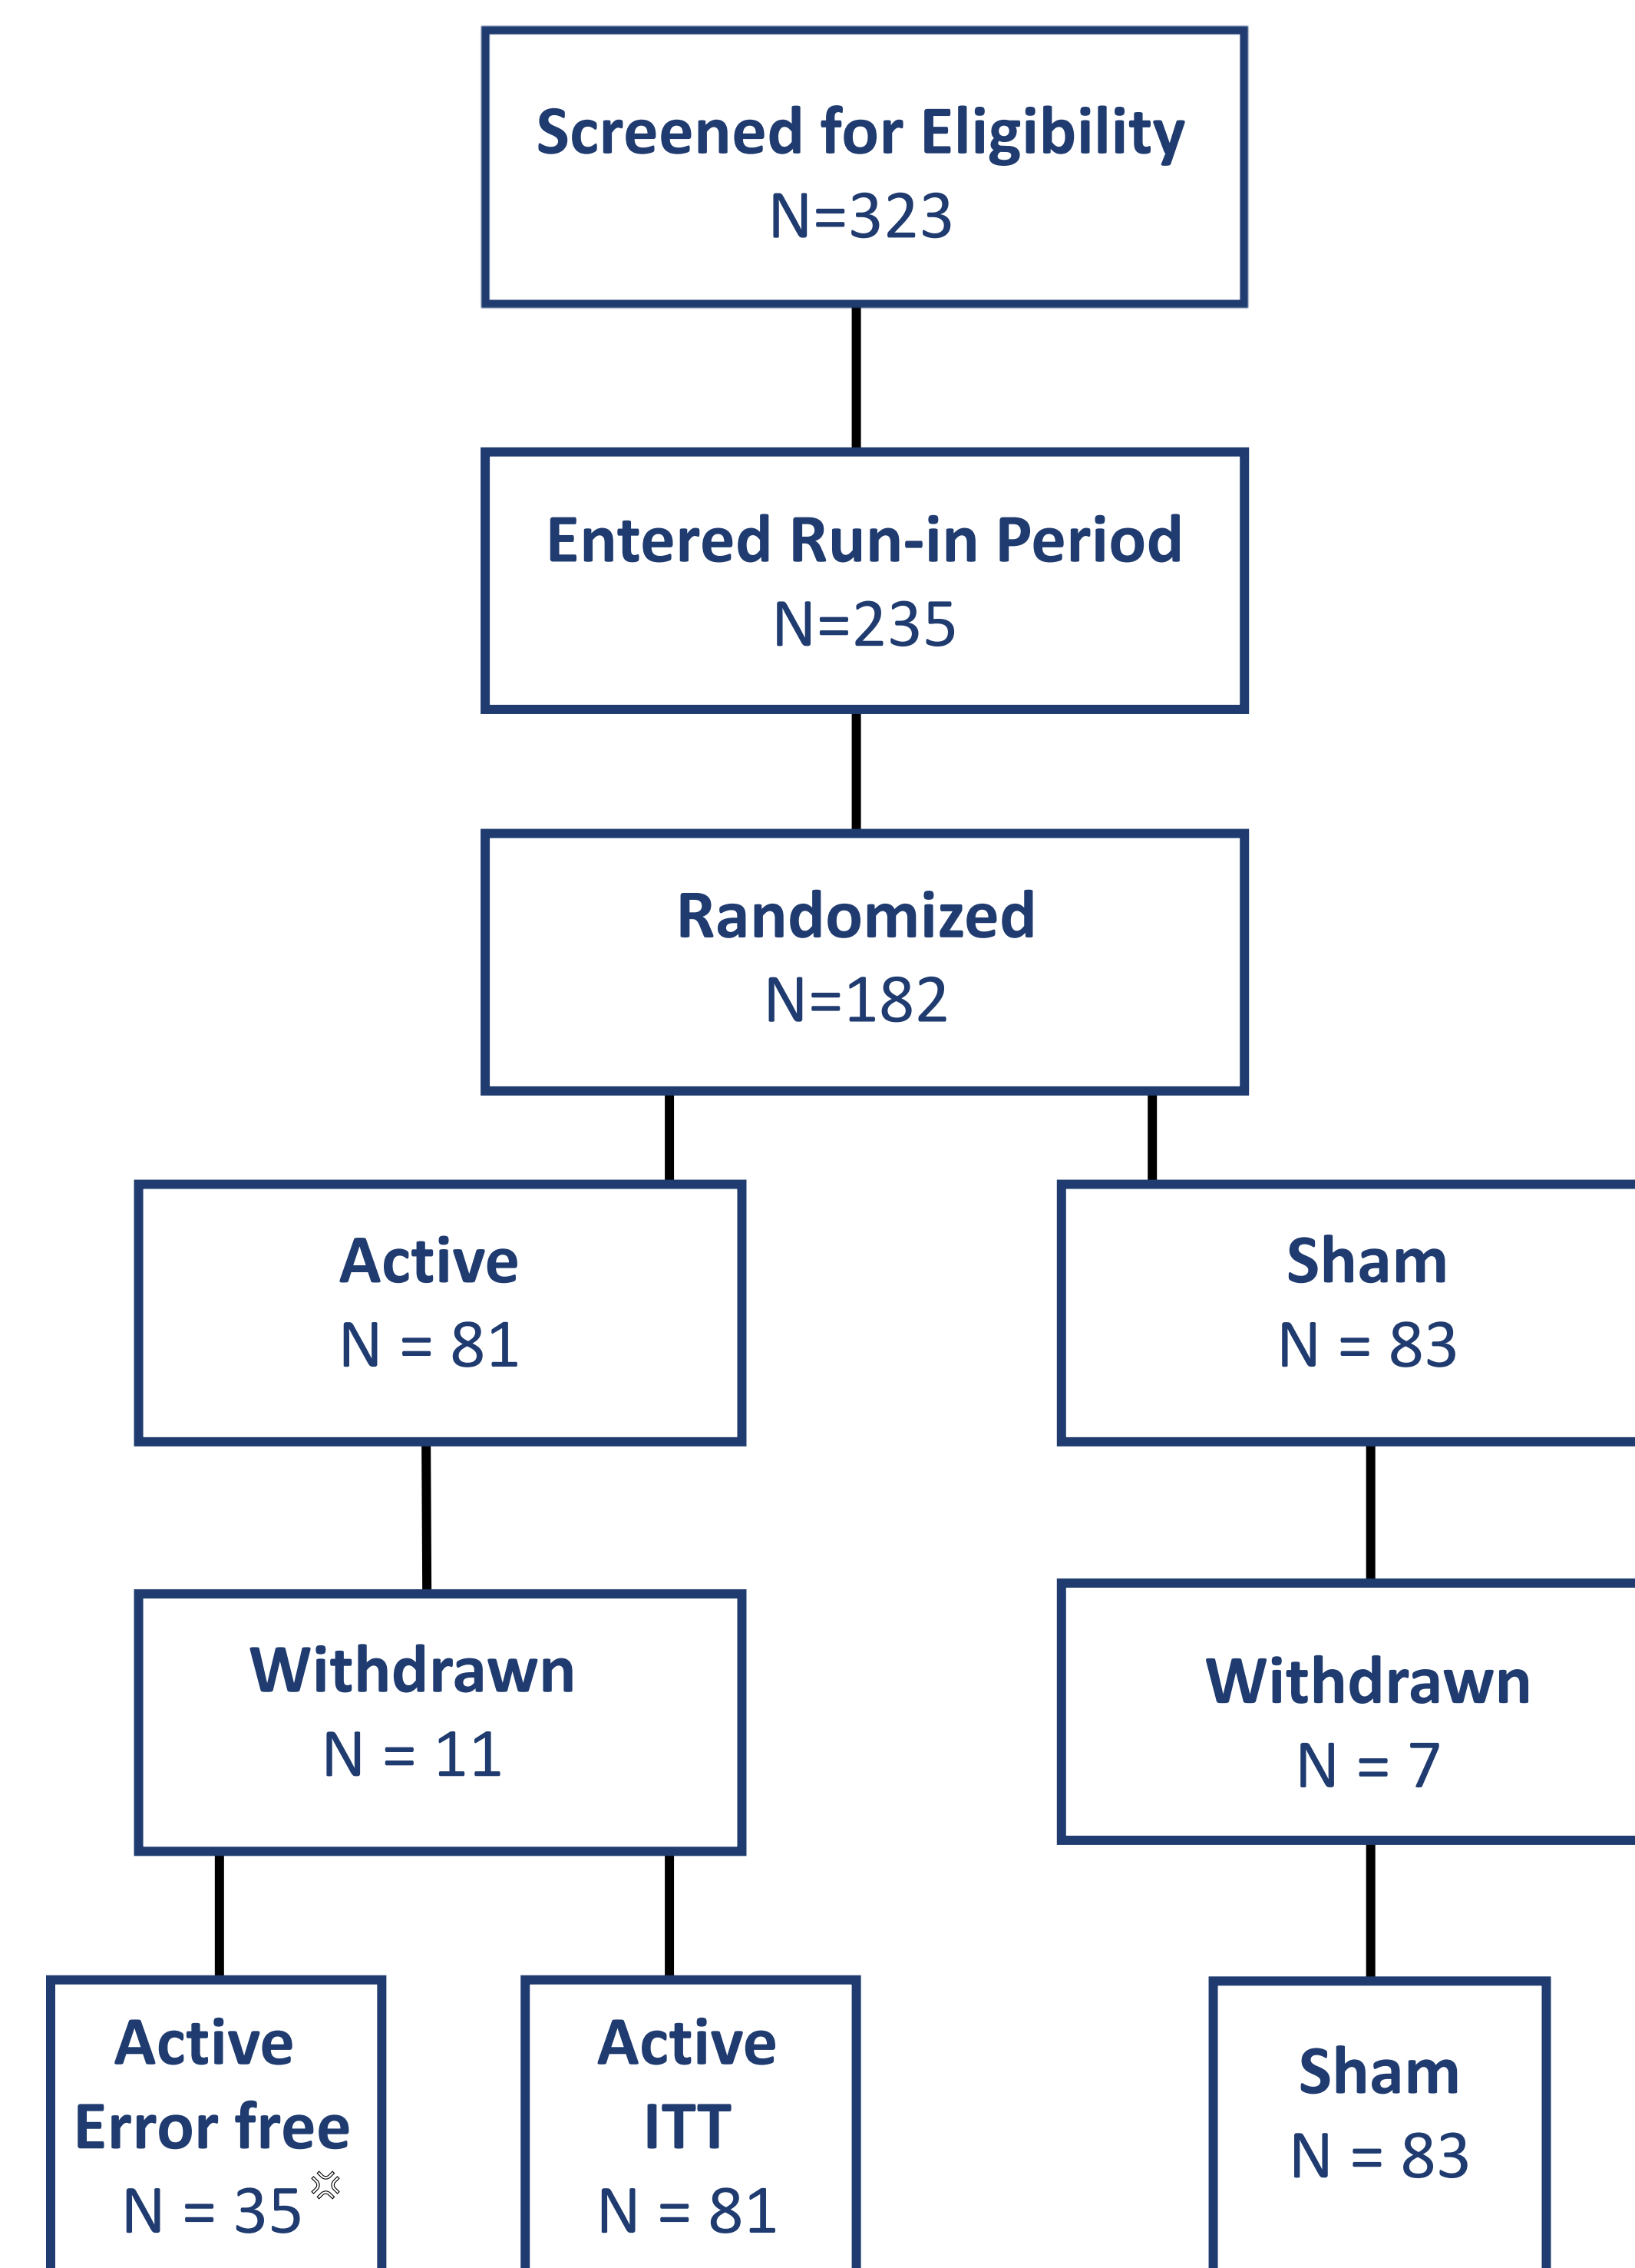 Screened for Eligibility
N=323
Entered Run-in Period
N=235
Randomized
N=182
Active
N = 81
Sham
N = 83
Withdrawn
N = 11
Withdrawn
N = 7
Active
Error free
N = 35※
Active
ITT
N = 81
Sham
N = 83